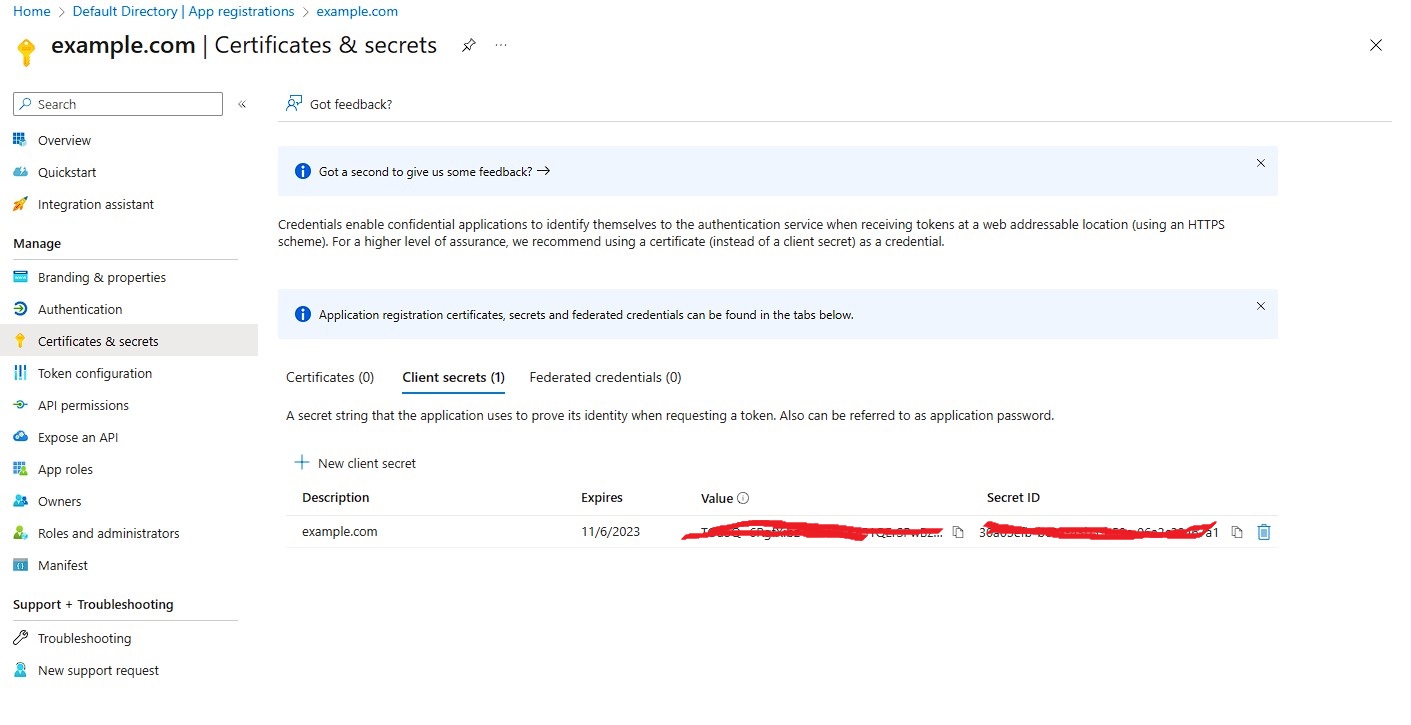 Home > Default Directory | App registrations > example.com
example.com | Certificates & secrets
Search
Got feedback?
Overview
Quickstart
Integration assistant
Manage
Branding & properties
Authentication
Certificates & secrets
Token configuration
API permissions
Expose an API
App roles
Owners
Roles and administrators
Manifest
Support + Troubleshooting
Troubleshooting
New support request
Got a second to give us some feedback? →
Credentials enable confidential applications to identify themselves to the authentication service when receiving tokens at a web addressable location (using an HTTPS
scheme). For a higher level of assurance, we recommend using a certificate (instead of a client secret) as a credential.
Application registration certificates, secrets and federated credentials can be found in the tabs below.
Certificates (0) Client secrets (1) Federated credentials (0)
A secret string that the application uses to prove its identity when requesting a token. Also can be referred to as application password.
New client secret
Description Expires Value Secret ID
example.com 11/6/2023